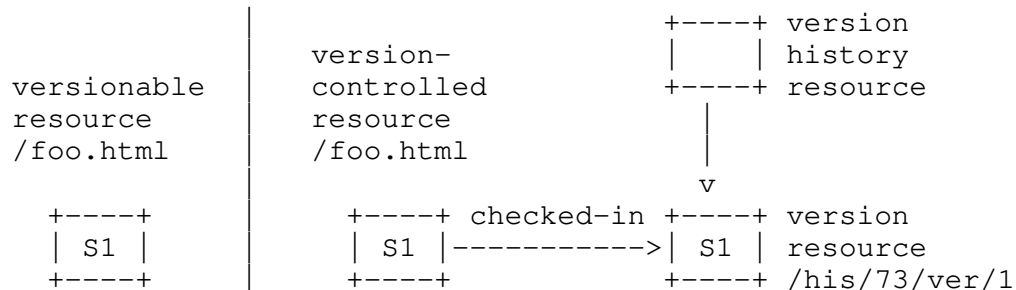 |                             +----+ version
                    |    version-                 |    | history
versionable         |    controlled               +----+ resource
resource            |    resource                   |
/foo.html           |    /foo.html                  |
                    |                               v
   +----+           |       +----+ checked-in +----+ version
   | S1 |           |       | S1 |----------->| S1 | resource
   +----+           |       +----+            +----+ /his/73/ver/1